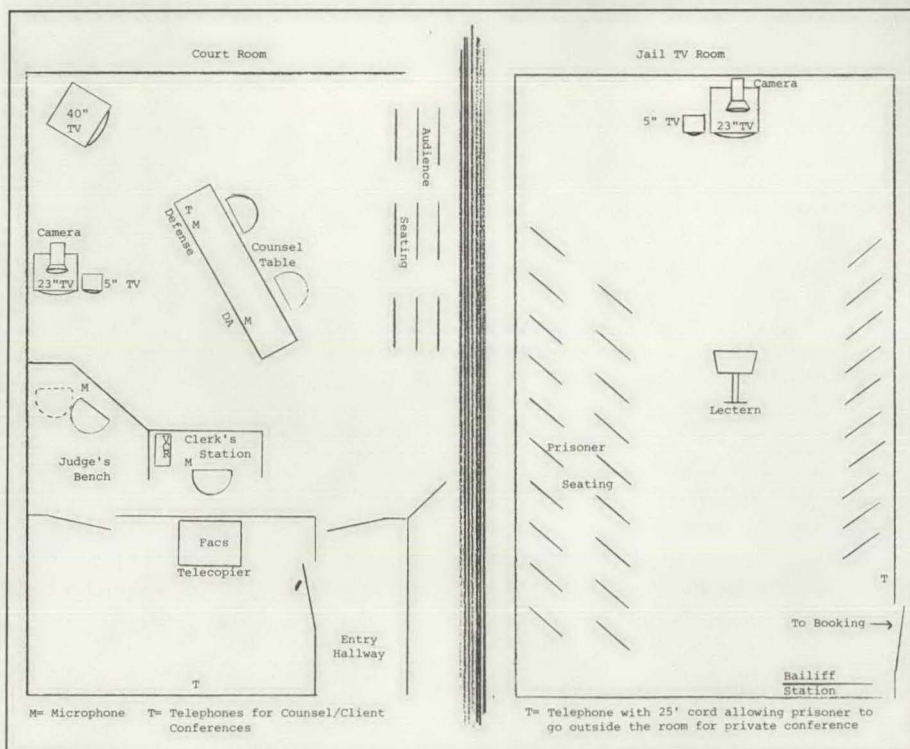 Court Room
40"
TV
Audience
Seating
Camera
23"TV
5" TV
T
M
Defense
Counsel
Table
DA
M
M
Judge's
Bench
VCR
Clerk's
Station
M
Facs
Telecopier
Entry
Hallway
T
M= Microphone T= Telephones for Counsel/Client
Conferences
Jail TV Room
Camera
5" TV
23"TV
Lectern
Prisoner
Seating
T
To Booking
Bailiff
Station
T= Telephone with 25' cord allowing prisoner to
go outside the room for private conference